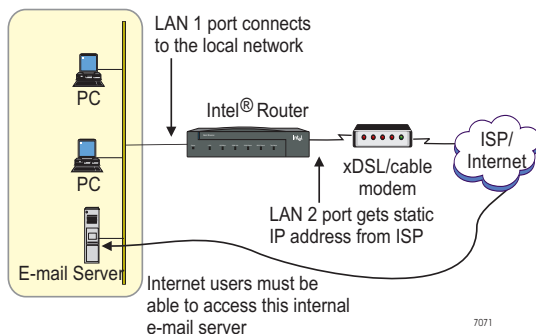 LAN 1 port connects
to the local network
PC
Intel® Router
intel
PC
xDSL/cable
modem
ISP/
Internet
LAN 2 port gets static
IP address from ISP
E-mail Server
Internet users must be
able to access this internal
e-mail server
7071